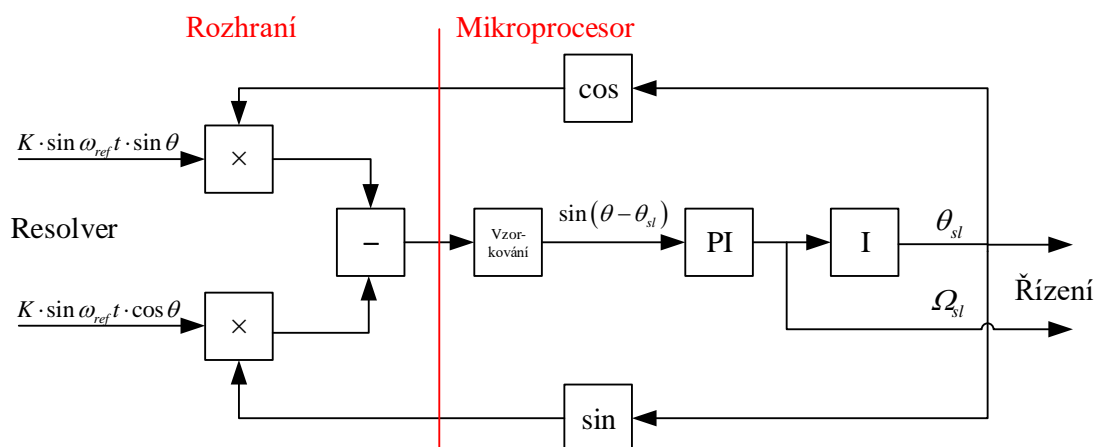 Rozhraní
Mikroprocesor
cos
K · sin ω_ref t · sin θ
×
Resolver
−
Vzor-
kování
sin(θ − θ_sl)
PI
I
θ_sl
Řízení
Ω_sl
K · sin ω_ref t · cos θ
×
sin